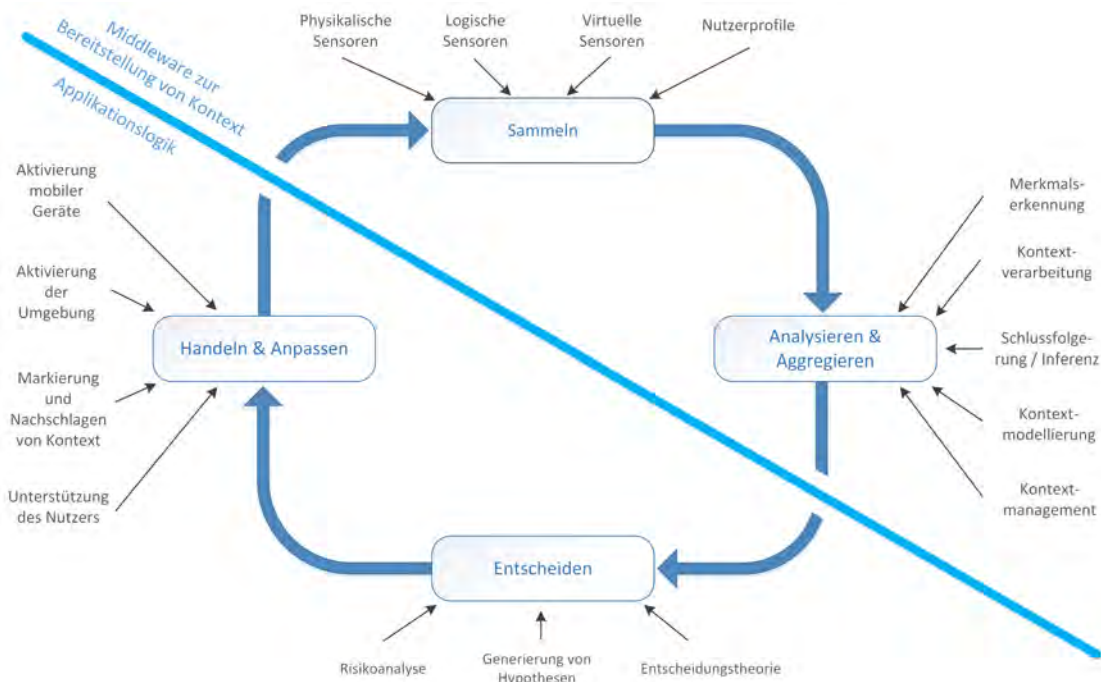 Physikalische
Sensoren
Logische
Sensoren
Virtuelle
Sensoren
Nutzerprofile
Middleware zur
Bereitstellung von Kontext
Applikationslogik
Sammeln
Aktivierung
mobiler
Geräte
Aktivierung
der
Umgebung
Markierung
und
Nachschlagen
von Kontext
Unterstützung
des Nutzers
Handeln & Anpassen
Analysieren &
Aggregieren
Merkmals-
erkennung
Kontext-
verarbeitung
Schlussfolge-
rung / Inferenz
Kontext-
modellierung
Kontext-
management
Entscheiden
Risikoanalyse
Generierung von
Hypothesen
Entscheidungstheorie